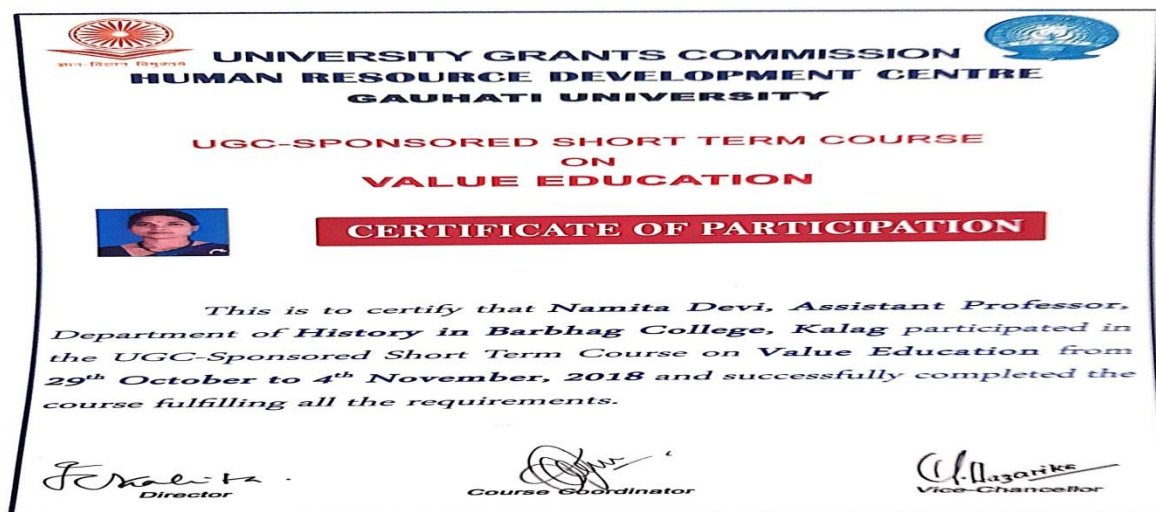 ज्ञान-विज्ञान विमुक्तये
UNIVERSITY GRANTS COMMISSION
HUMAN RESOURCE DEVELOPMENT CENTRE
GAUHATI UNIVERSITY
UGC-SPONSORED SHORT TERM COURSE
ON
VALUE EDUCATION
CERTIFICATE OF PARTICIPATION
This is to certify that Namita Devi, Assistant Professor,
Department of History in Barbhag College, Kalag participated in
the UGC-Sponsored Short Term Course on Value Education from
29th October to 4th November, 2018 and successfully completed the
course fulfilling all the requirements.
Director
Course Coordinator
Hazarika
Vice-Chancellor